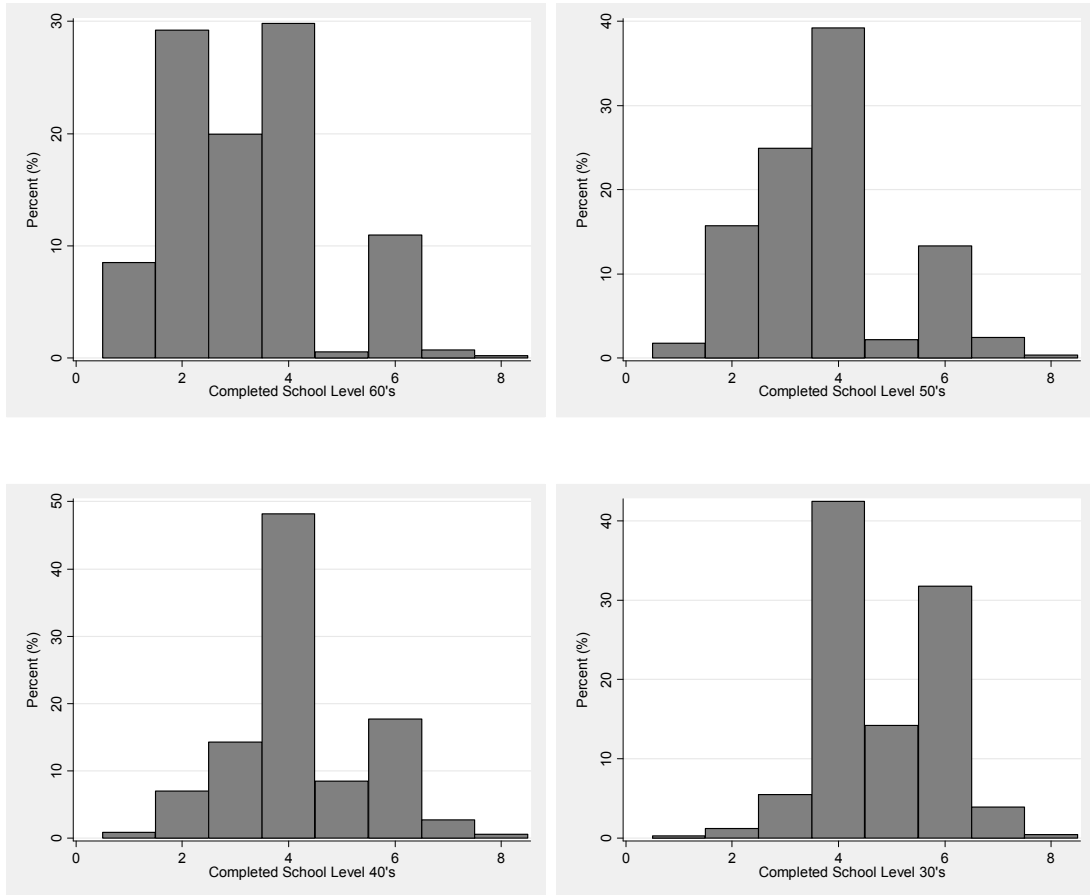 30
20
10
0
Percent (%)
0 2 4 6 8
Completed School Level 60's
40
30
20
10
0
Percent (%)
0 2 4 6 8
Completed School Level 50's
50
40
30
20
10
0
Percent (%)
0 2 4 6 8
Completed School Level 40's
40
30
20
10
0
Percent (%)
0 2 4 6 8
Completed School Level 30's